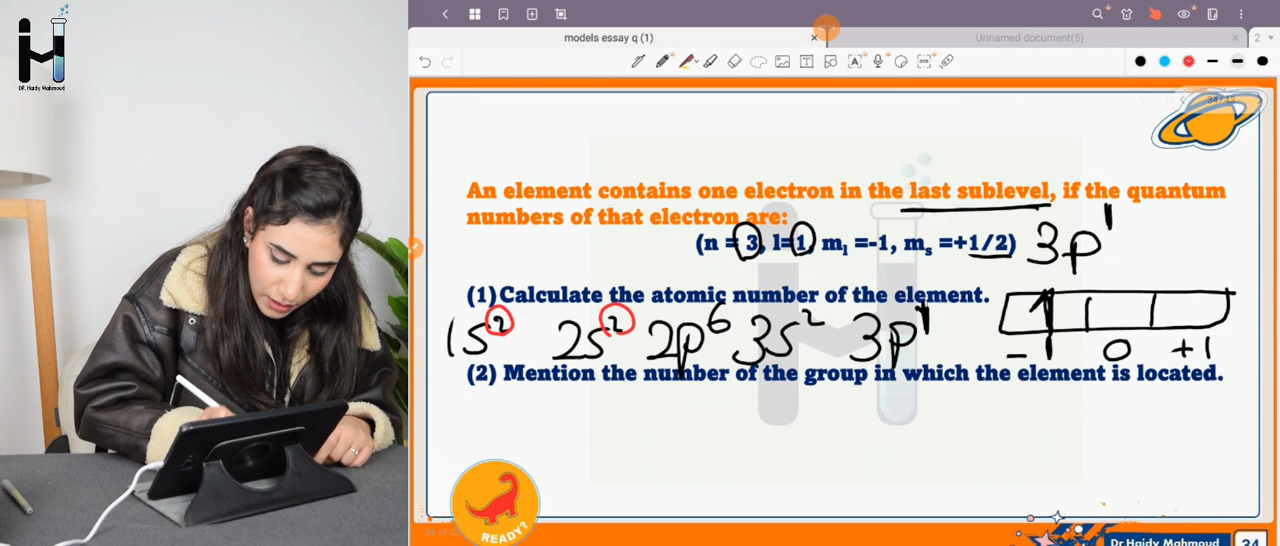 DR. Haidy Mahmoud
models essay q (1)
Unnamed document(5)
2
34/43
An element contains one electron in the last sublevel, if the quantum
numbers of that electron are:
(n = 3, l=1, mₗ =-1, mₛ =+1/2) 3p¹
(1)Calculate the atomic number of the element.
1s² 2s² 2p⁶ 3s² 3p¹
-1 0 +1
(2) Mention the number of the group in which the element is located.
READY?
Dr Haidy Mahmoud
34